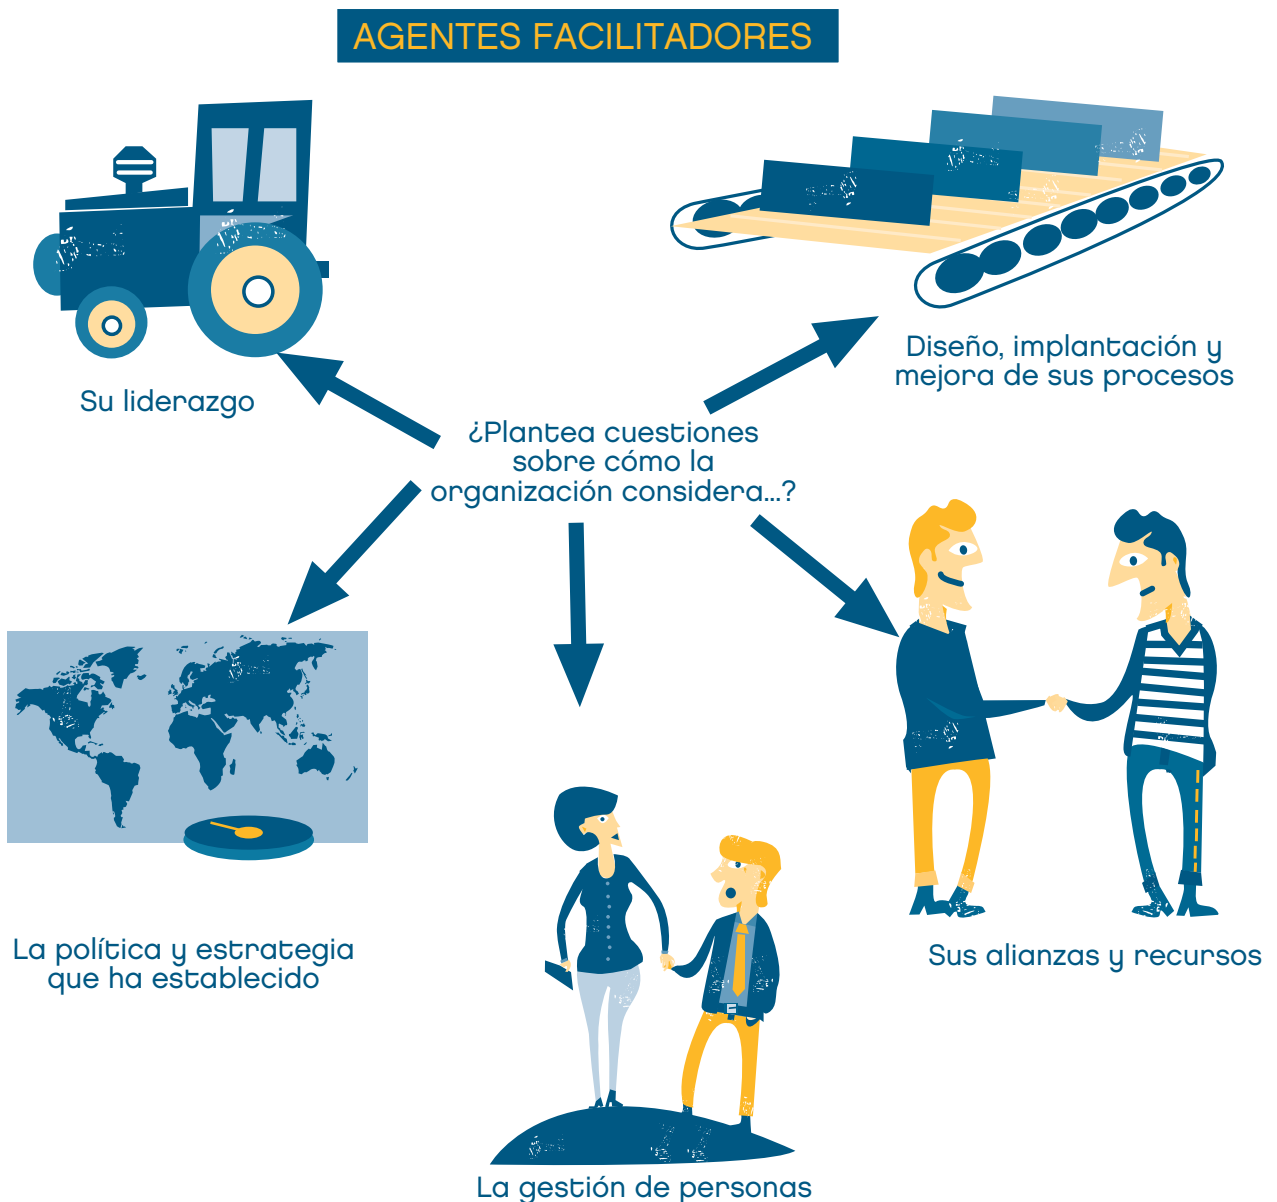 AGENTES FACILITADORES
Diseño, implantación y
mejora de sus procesos
Su liderazgo
¿Plantea cuestiones
sobre cómo la
organización considera...?
La política y estrategia
que ha establecido
Sus alianzas y recursos
La gestión de personas